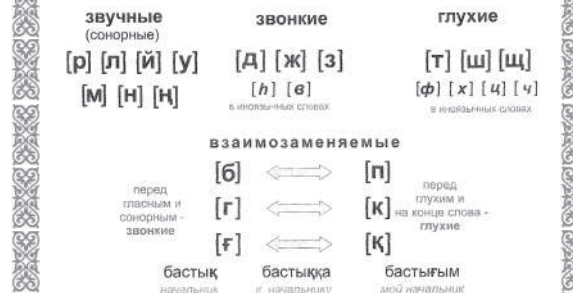 звучные звонкие глухие
(сонорные)
[р] [л] [й] [у] [д] [ж] [з] [т] [ш] [щ]
[м] [н] [ң] [һ] [в] [ф] [х] [ц] [ч]
в иноязычных словах в иноязычных словах
взаимозаменяемые
[б] [п]
перед гласным и сонорным - звонкие
[г] [к]
перед глухим и на конце слова - глухие
[ғ] [қ]
бастық бастыққа бастығым
начальник к начальнику мой начальник